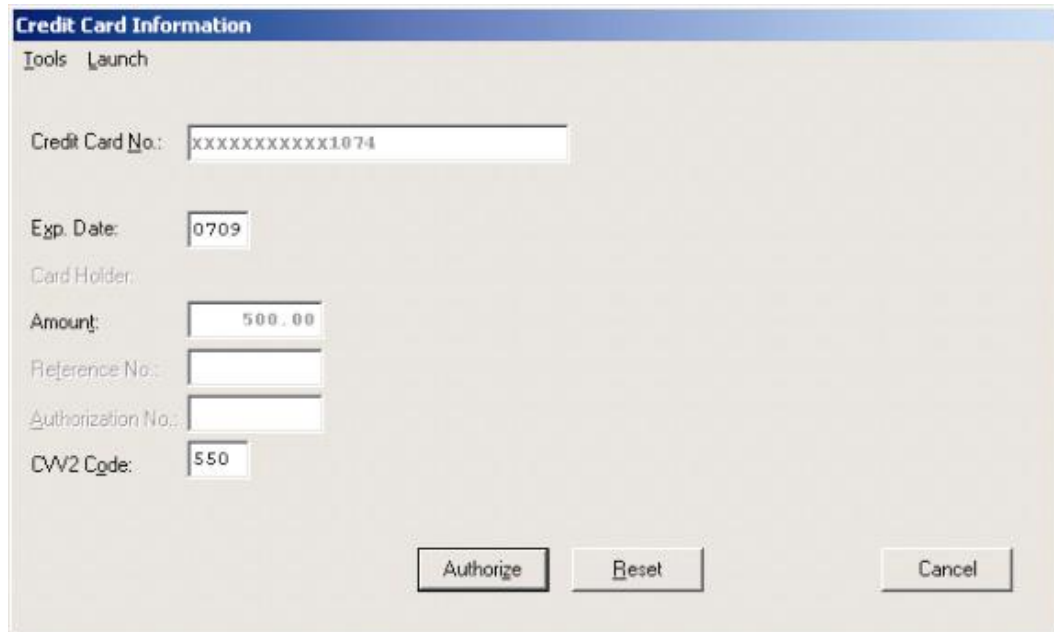 Credit Card Information
Tools Launch
Credit Card No.: xxxxxxxxxxx1074
Exp. Date: 0709
Card Holder:
Amount: 500.00
Reference No.:
Authorization No.:
CVV2 Code: 550
Authorize Reset Cancel